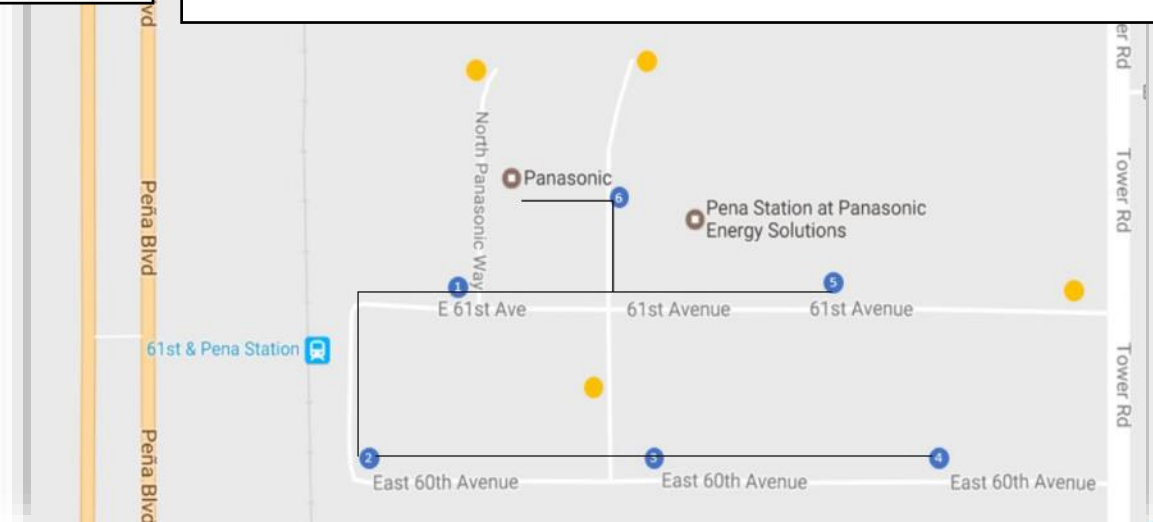 vd
er Rd
North Panasonic Way
Panasonic
6
Pena Station at Panasonic
Energy Solutions
Tower Rd
Peña Blvd
1
5
E 61st Ave
61st Avenue
61st Avenue
61st & Pena Station
Tower Rd
Peña Blvd
2
3
4
East 60th Avenue
East 60th Avenue
East 60th Avenue